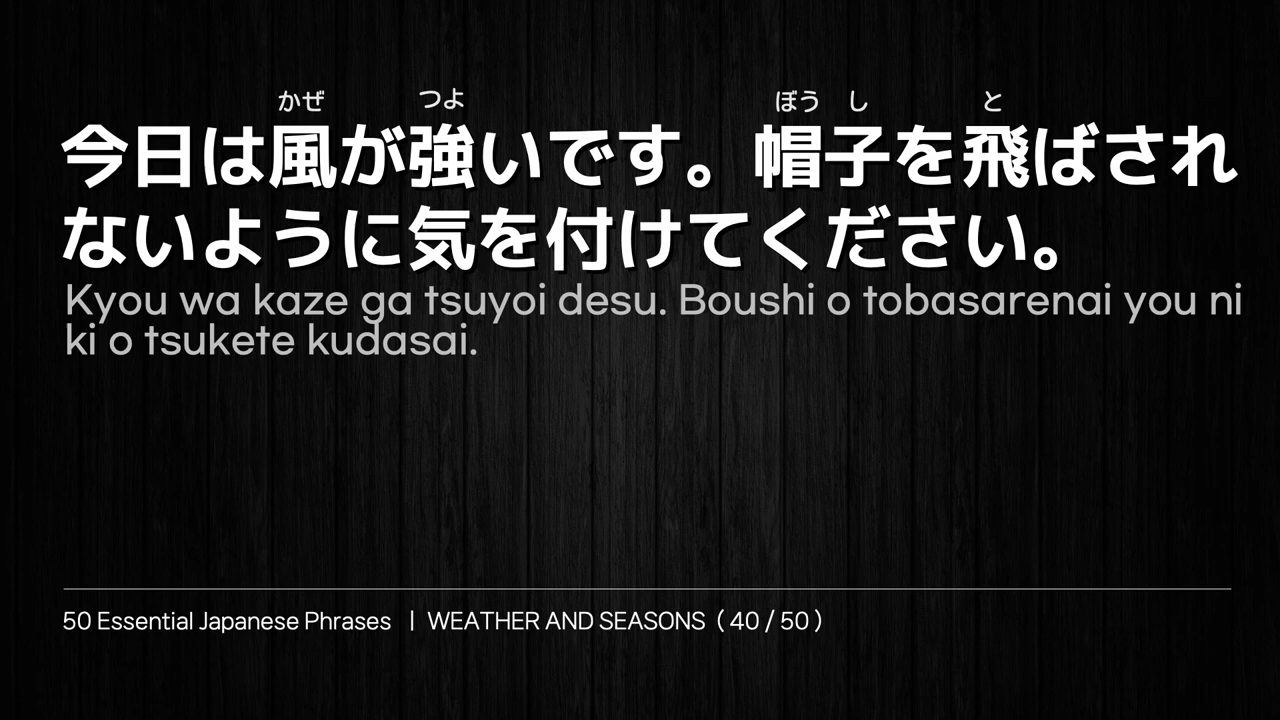 かぜ つよ ぼう し と
今日は風が強いです。帽子を飛ばされ
ないように気を付けてください。
Kyou wa kaze ga tsuyoi desu. Boushi o tobasarenai you ni
ki o tsukete kudasai.
50 Essential Japanese Phrases | WEATHER AND SEASONS ( 40 / 50 )